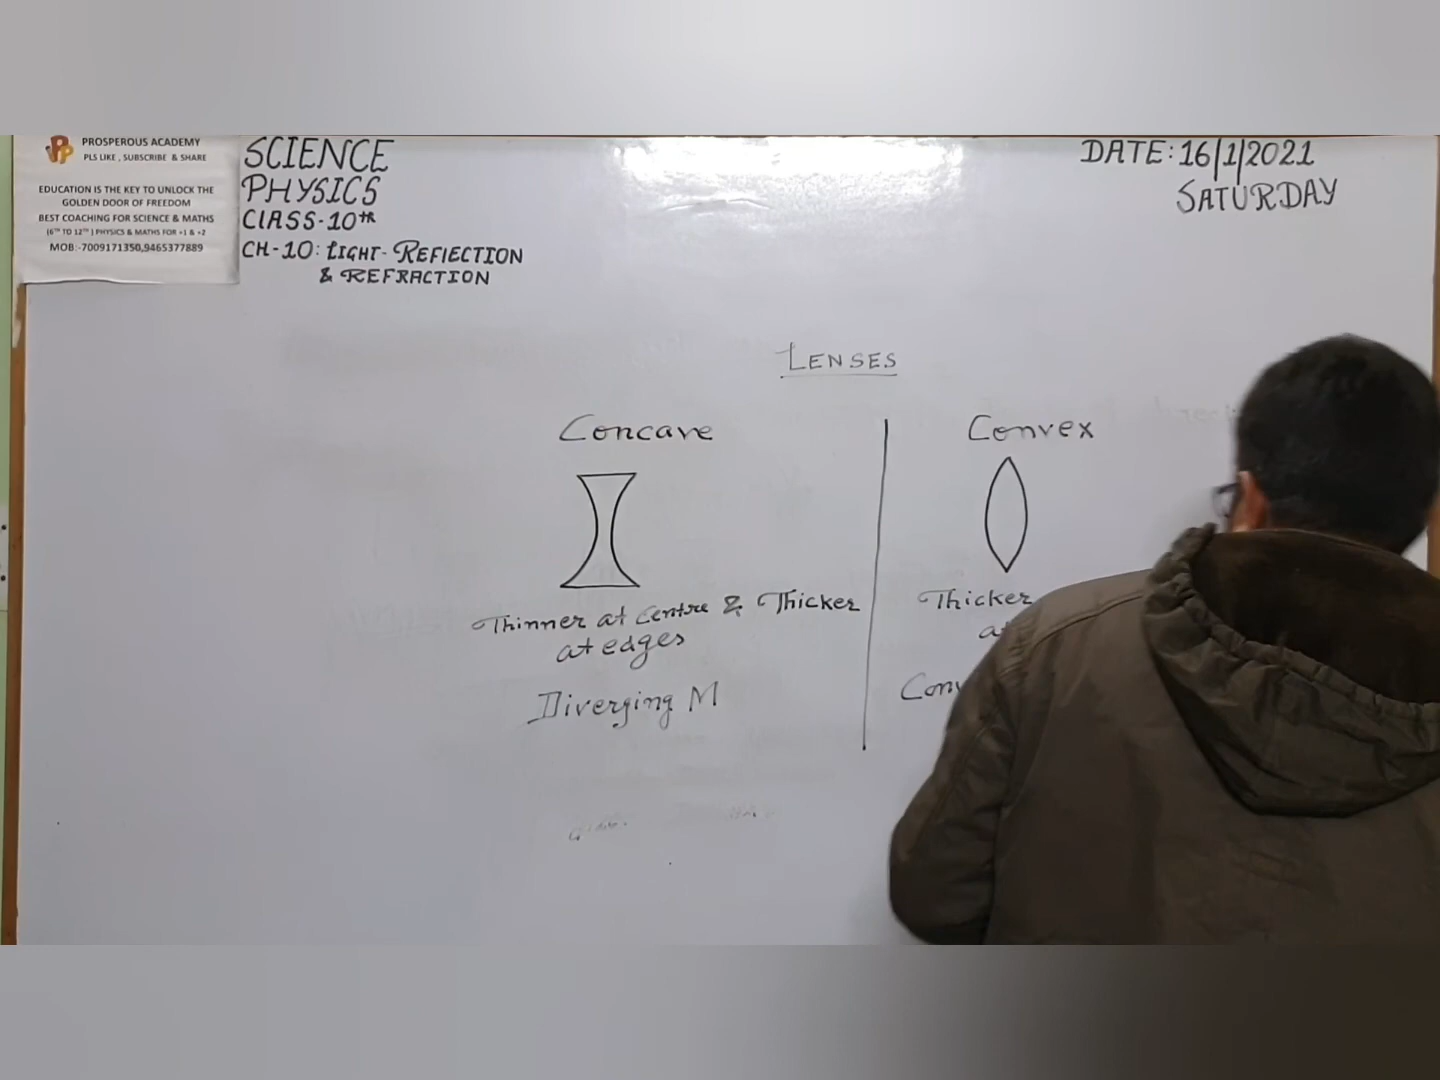 PROSPEROUS ACADEMY
PLS LIKE , SUBSCRIBE & SHARE
EDUCATION IS THE KEY TO UNLOCK THE
GOLDEN DOOR OF FREEDOM
BEST COACHING FOR SCIENCE & MATHS
(6TH TO 12TH ) PHYSICS & MATHS FOR +1 & +2
MOB:-7009171350,9465377889
SCIENCE
PHYSICS
ClASS-10th
CH-10: LIGHT-REFlECTION
& REFRACTION
DATE:16/1/2021
SATURDAY
LENSES
Concave
Thinner at Centre & Thicker
at edges
Diverging M
Convex
Thicker
at
Conv